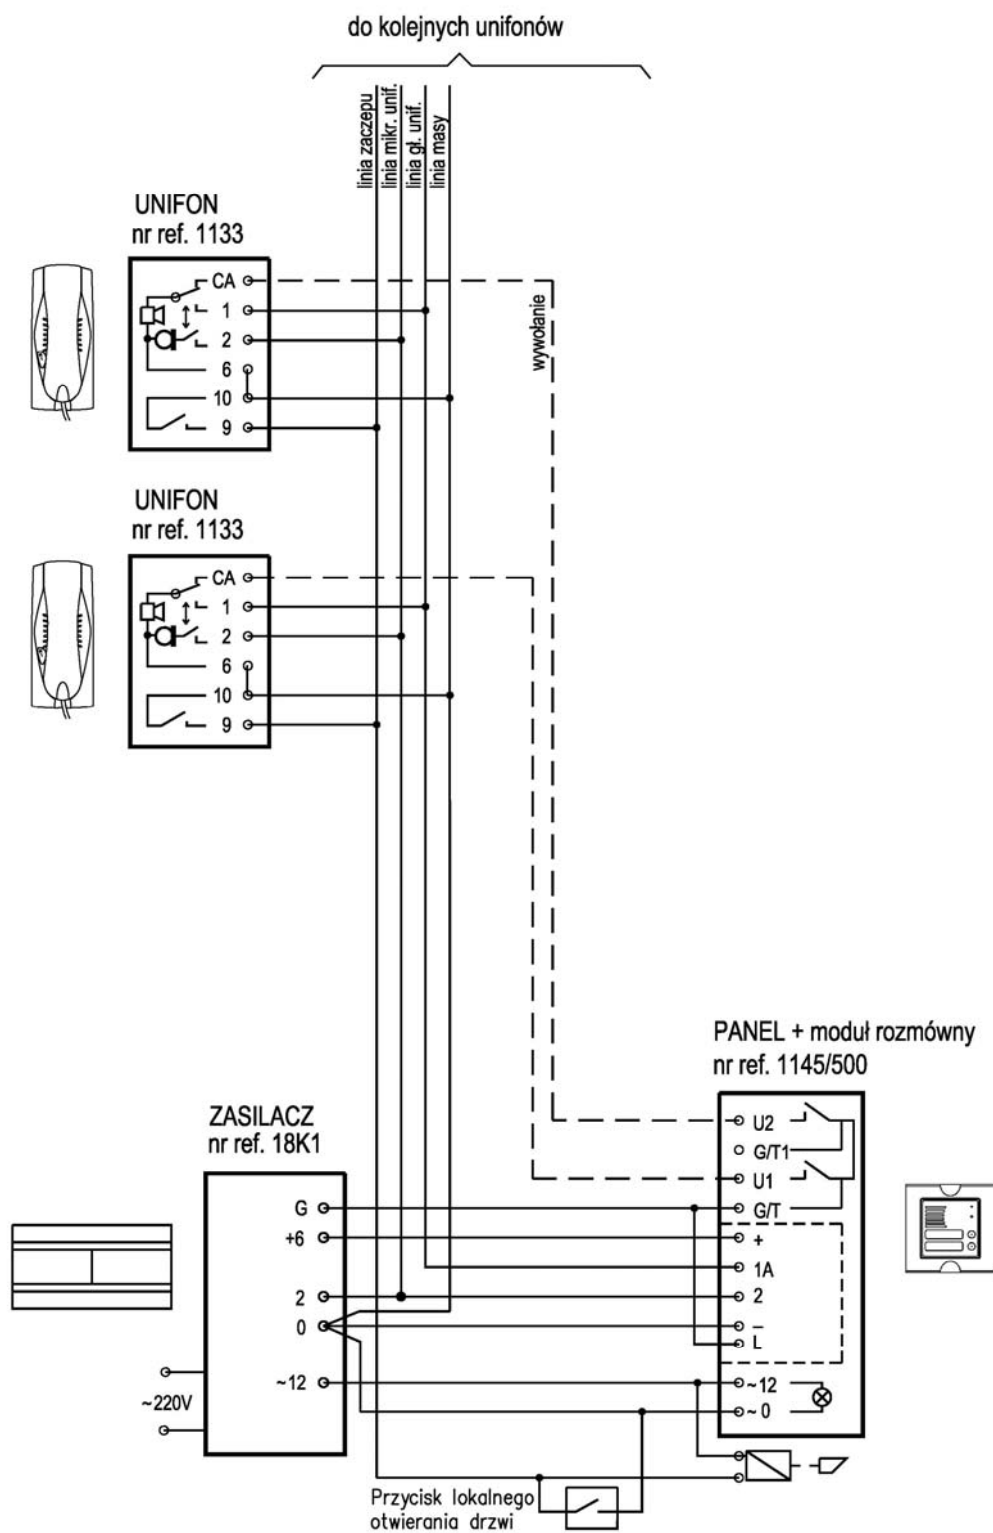 do kolejnych unifonów
linia zaczepu
linia mikr. unif.
linia gł. unif.
linia masy
UNIFON
nr ref. 1133
CA
1
2
6
10
9
wywołanie
UNIFON
nr ref. 1133
CA
1
2
6
10
9
PANEL + moduł rozmówny
nr ref. 1145/500
U2
G/T1
U1
G/T
+
1A
2
–
L
~12
~0
ZASILACZ
nr ref. 18K1
G
+6
2
0
~12
~220V
Przycisk lokalnego
otwierania drzwi